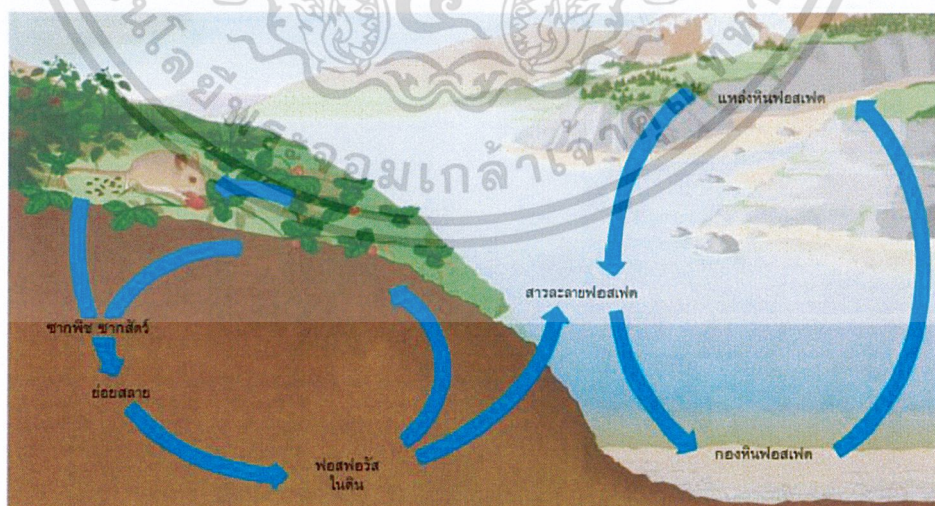 แหล่งหินฟอสเฟต
สาวละลายฟอสเฟต
ซากพืช ซากสัตว์
ย่อยสลาย
ฟอสฟอรัส
ในดิน
กองหินฟอสเฟต